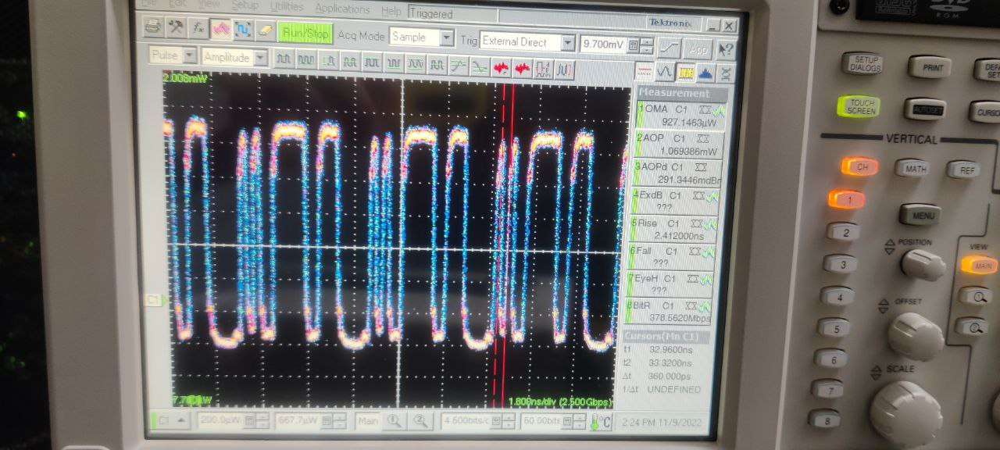 File Edit View Setup Utilities Applications Help Triggered
Tektronix
Run/Stop Acq Mode Sample Trig External Direct 9.700mV App
Pulse Amplitude
2.008mW
Measurement
1 OMA C1
927.1463µW
2 AOP C1
1.069386mW
3 AOPd C1
291.3446mdBm
4 ExdB C1
???
5 Rise C1
2.412000ns
6 Fall C1
???
7 EyeH C1
???
8 BitR C1
378.5620Mbps
Cursors(Mn C1)
t1 32.9600ns
t2 33.3200ns
Δt 360.000ps
1/Δt UNDEFINED
C1
1.800ns/div (2.500Gbps)
C1 200.0µW 667.7µW Main 4.500bits/c 60.00bits °C 2:24 PM 11/9/2022
ROM
SETUP DIALOGS
PRINT
TOUCH SCREEN
AUTOSET
VERTICAL
CH
MATH
REF
1
MENU
2
POSITION
VIEW
3
MAIN
4
OFFSET
5
6
SCALE
7
8